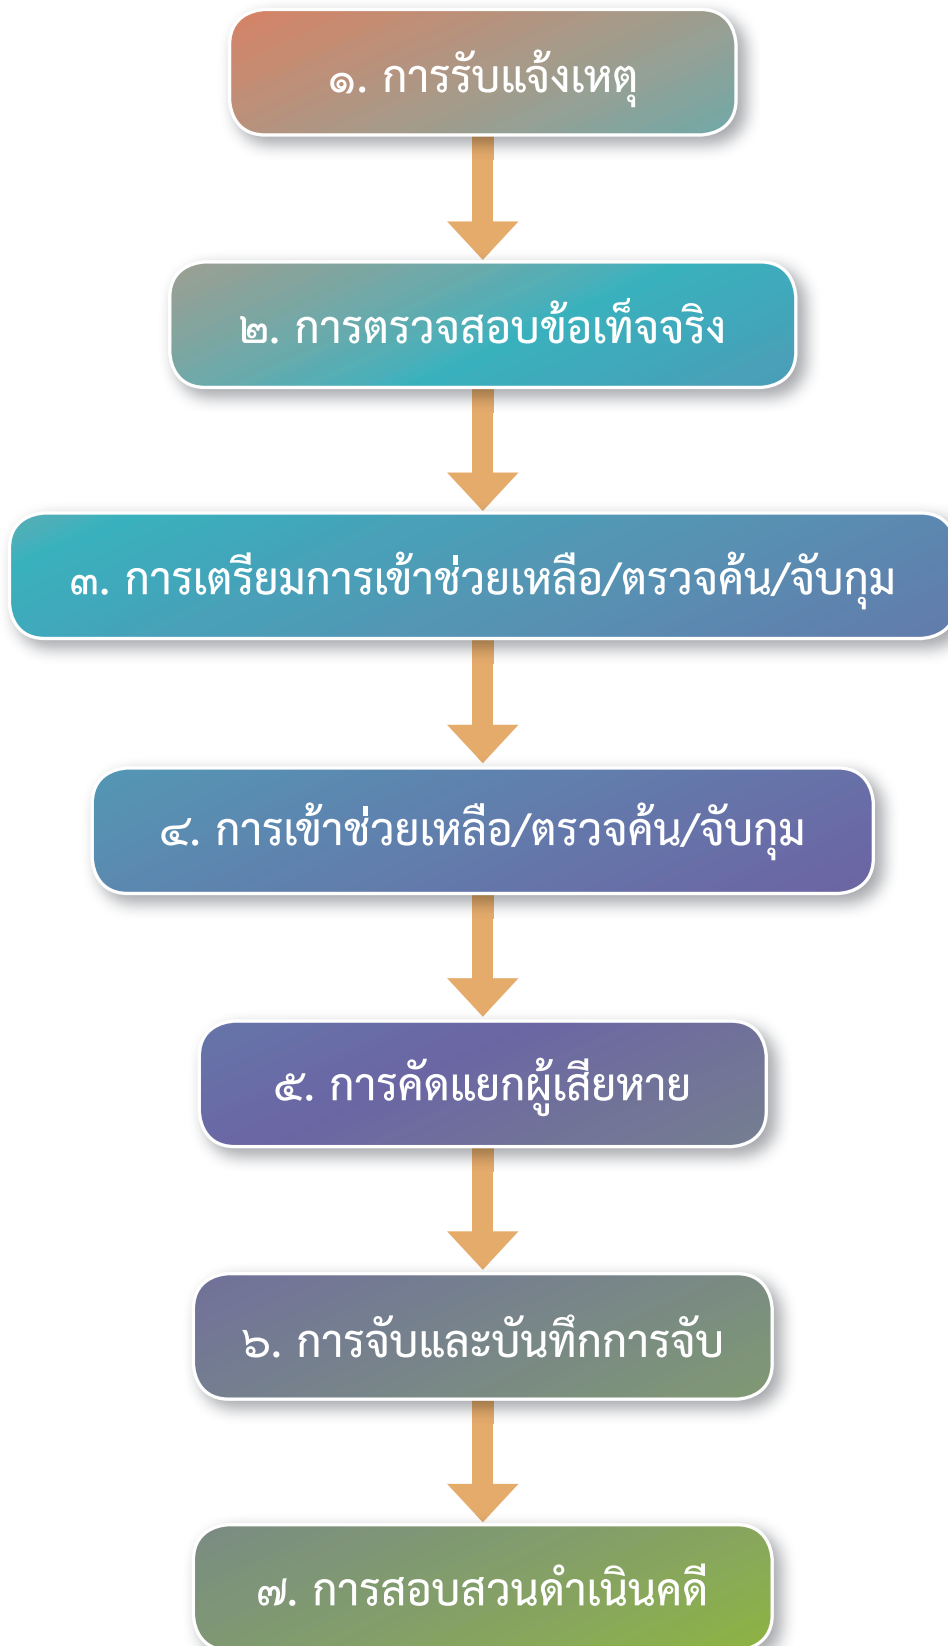 ๑. การรับแจ้งเหตุ
๒. การตรวจสอบข้อเท็จจริง
๓. การเตรียมการเข้าช่วยเหลือ/ตรวจค้น/จับกุม
๔. การเข้าช่วยเหลือ/ตรวจค้น/จับกุม
๕. การคัดแยกผู้เสียหาย
๖. การจับและบันทึกการจับ
๗. การสอบสวนดำเนินคดี